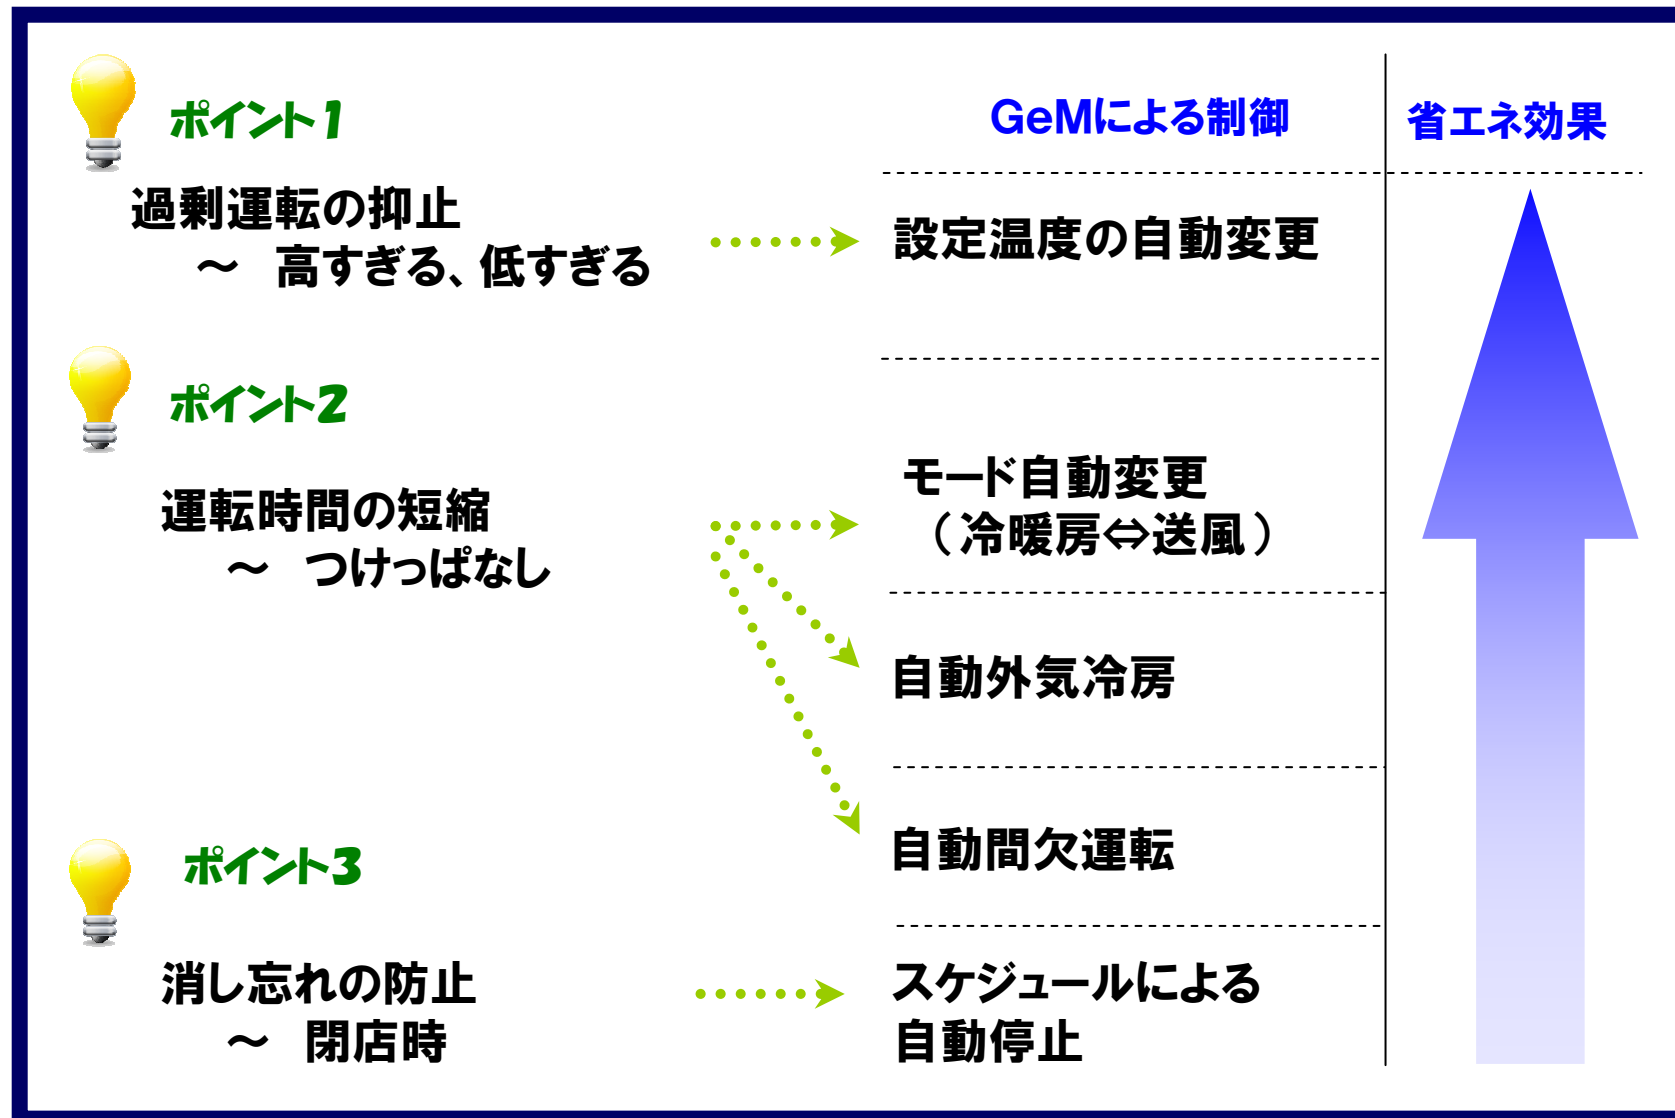 ポイント1
GeMによる制御
省エネ効果
過剰運転の抑止
～ 高すぎる、低すぎる
設定温度の自動変更
ポイント2
運転時間の短縮
～ つけっぱなし
モード自動変更
（冷暖房⇔送風）
自動外気冷房
自動間欠運転
ポイント3
消し忘れの防止
～ 閉店時
スケジュールによる
自動停止